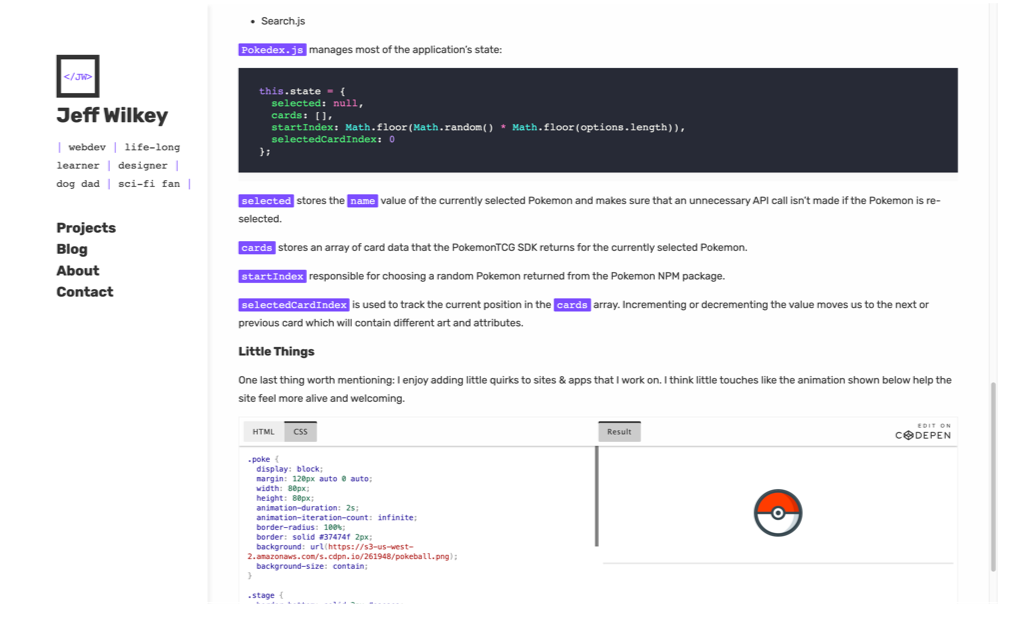 </JW>
Jeff Wilkey
| webdev | life-long
learner | designer |
dog dad | sci-fi fan |
Projects
Blog
About
Contact
• Search.js
Pokedex.js manages most of the application's state:
this.state = {
selected: null,
cards: [],
startIndex: Math.floor(Math.random() * Math.floor(options.length)),
selectedCardIndex: 0
};
selected stores the name value of the currently selected Pokemon and makes sure that an unnecessary API call isn't made if the Pokemon is re-
selected.
cards stores an array of card data that the PokemonTCG SDK returns for the currently selected Pokemon.
startIndex responsible for choosing a random Pokemon returned from the Pokemon NPM package.
selectedCardIndex is used to track the current position in the cards array. Incrementing or decrementing the value moves us to the next or
previous card which will contain different art and attributes.
Little Things
One last thing worth mentioning: I enjoy adding little quirks to sites & apps that I work on. I think little touches like the animation shown below help the
site feel more alive and welcoming.
HTML CSS Result EDIT ON
CODEPEN
.poke {
display: block;
margin: 120px auto 0 auto;
width: 80px;
height: 80px;
animation-duration: 2s;
animation-iteration-count: infinite;
border-radius: 100%;
border: solid #37474f 2px;
background: url(https://s3-us-west-
2.amazonaws.com/s.cdpn.io/261948/pokeball.png);
background-size: contain;
}
.stage {